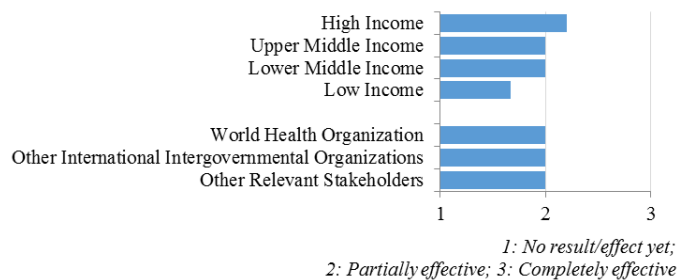 High Income
Upper Middle Income
Lower Middle Income
Low Income
World Health Organization
Other International Intergovernmental Organizations
Other Relevant Stakeholders
1 2 3
1: No result/effect yet;
2: Partially effective; 3: Completely effective